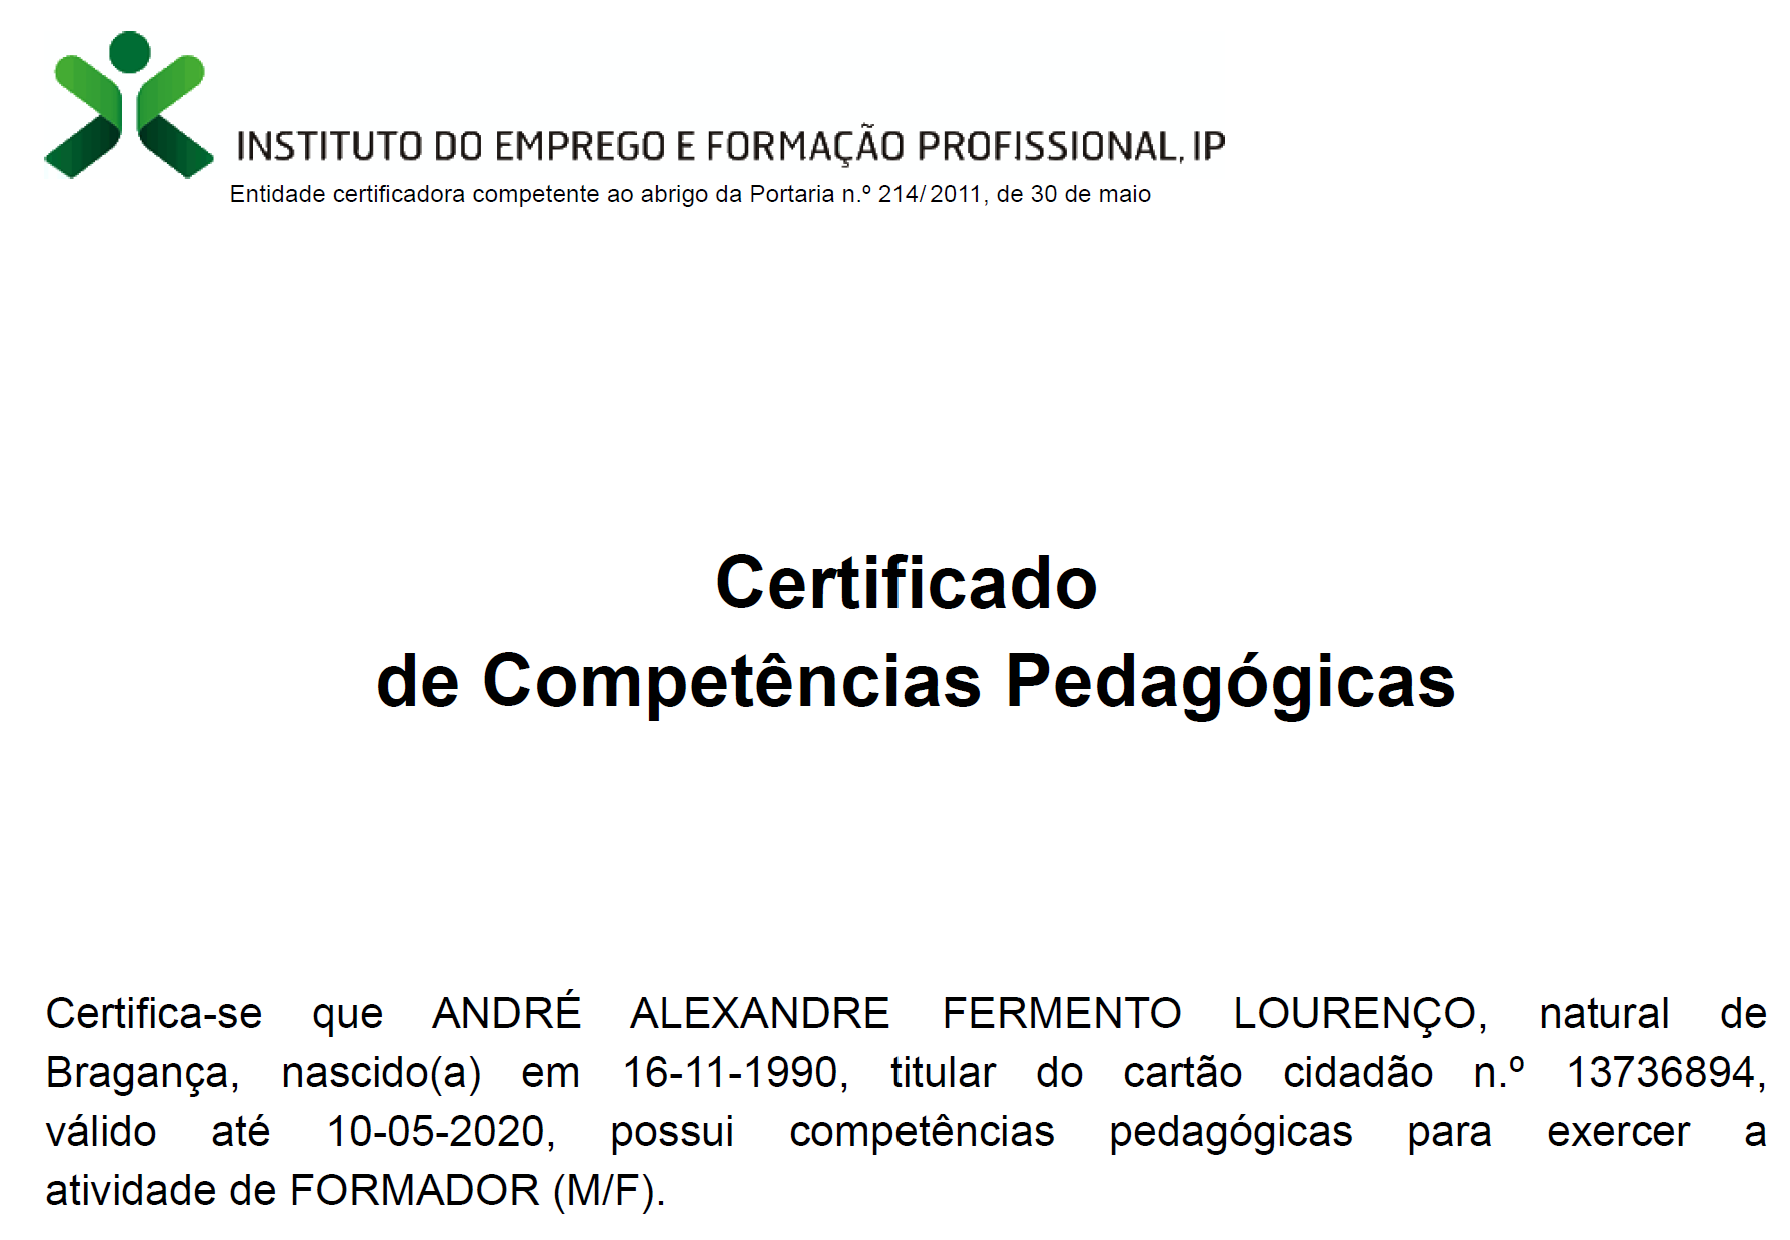 INSTITUTO DO EMPREGO E FORMAÇÃO PROFISSIONAL, IP
Entidade certificadora competente ao abrigo da Portaria n.º 214/2011, de 30 de maio
Certificado
de Competências Pedagógicas
Certifica-se que ANDRÉ ALEXANDRE FERMENTO LOURENÇO, natural de
Bragança, nascido(a) em 16-11-1990, titular do cartão cidadão n.º 13736894,
válido até 10-05-2020, possui competências pedagógicas para exercer a
atividade de FORMADOR (M/F).